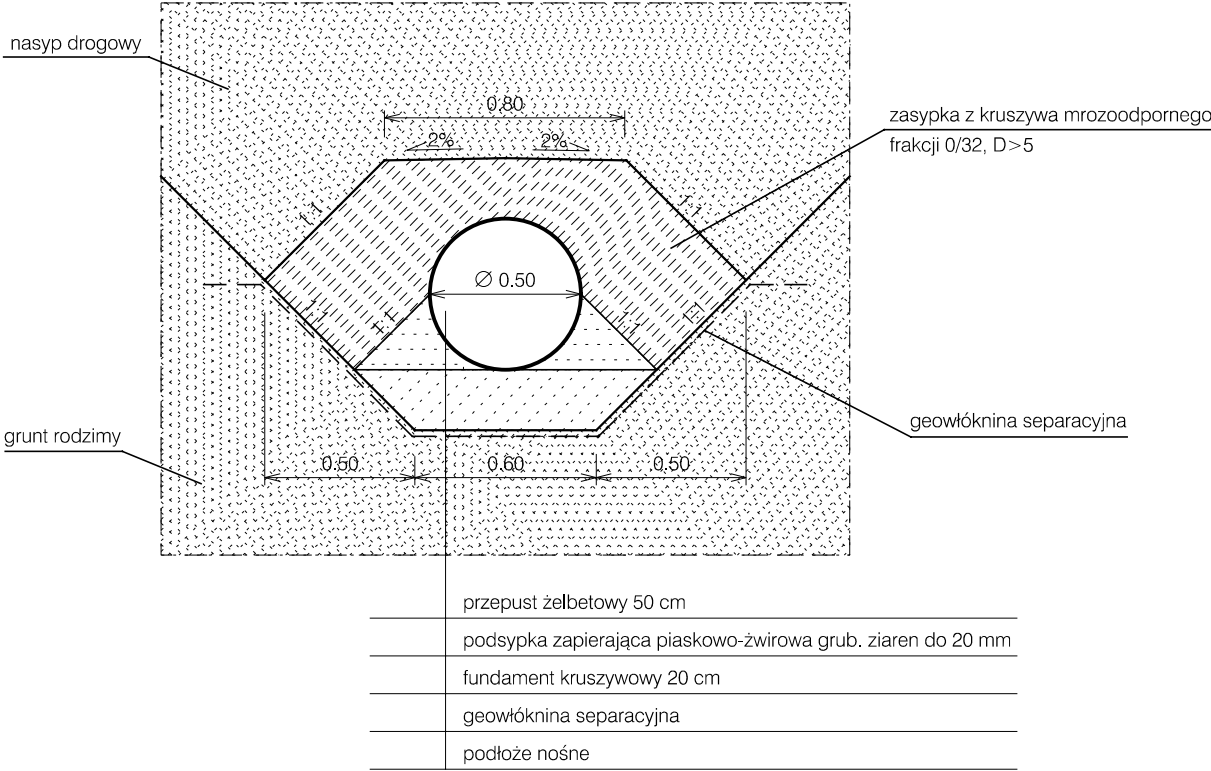 nasyp drogowy
0.80
2%
2%
zasypka z kruszywa mrozoodpornego
frakcji 0/32, D>5
1:1
1:1
Ø 0.50
1:1
1:1
1:1
1:1
geowłóknina separacyjna
grunt rodzimy
0.50
0.60
0.50
przepust żelbetowy 50 cm
podsypka zapierająca piaskowo-żwirowa grub. ziaren do 20 mm
fundament kruszywowy 20 cm
geowłóknina separacyjna
podłoże nośne